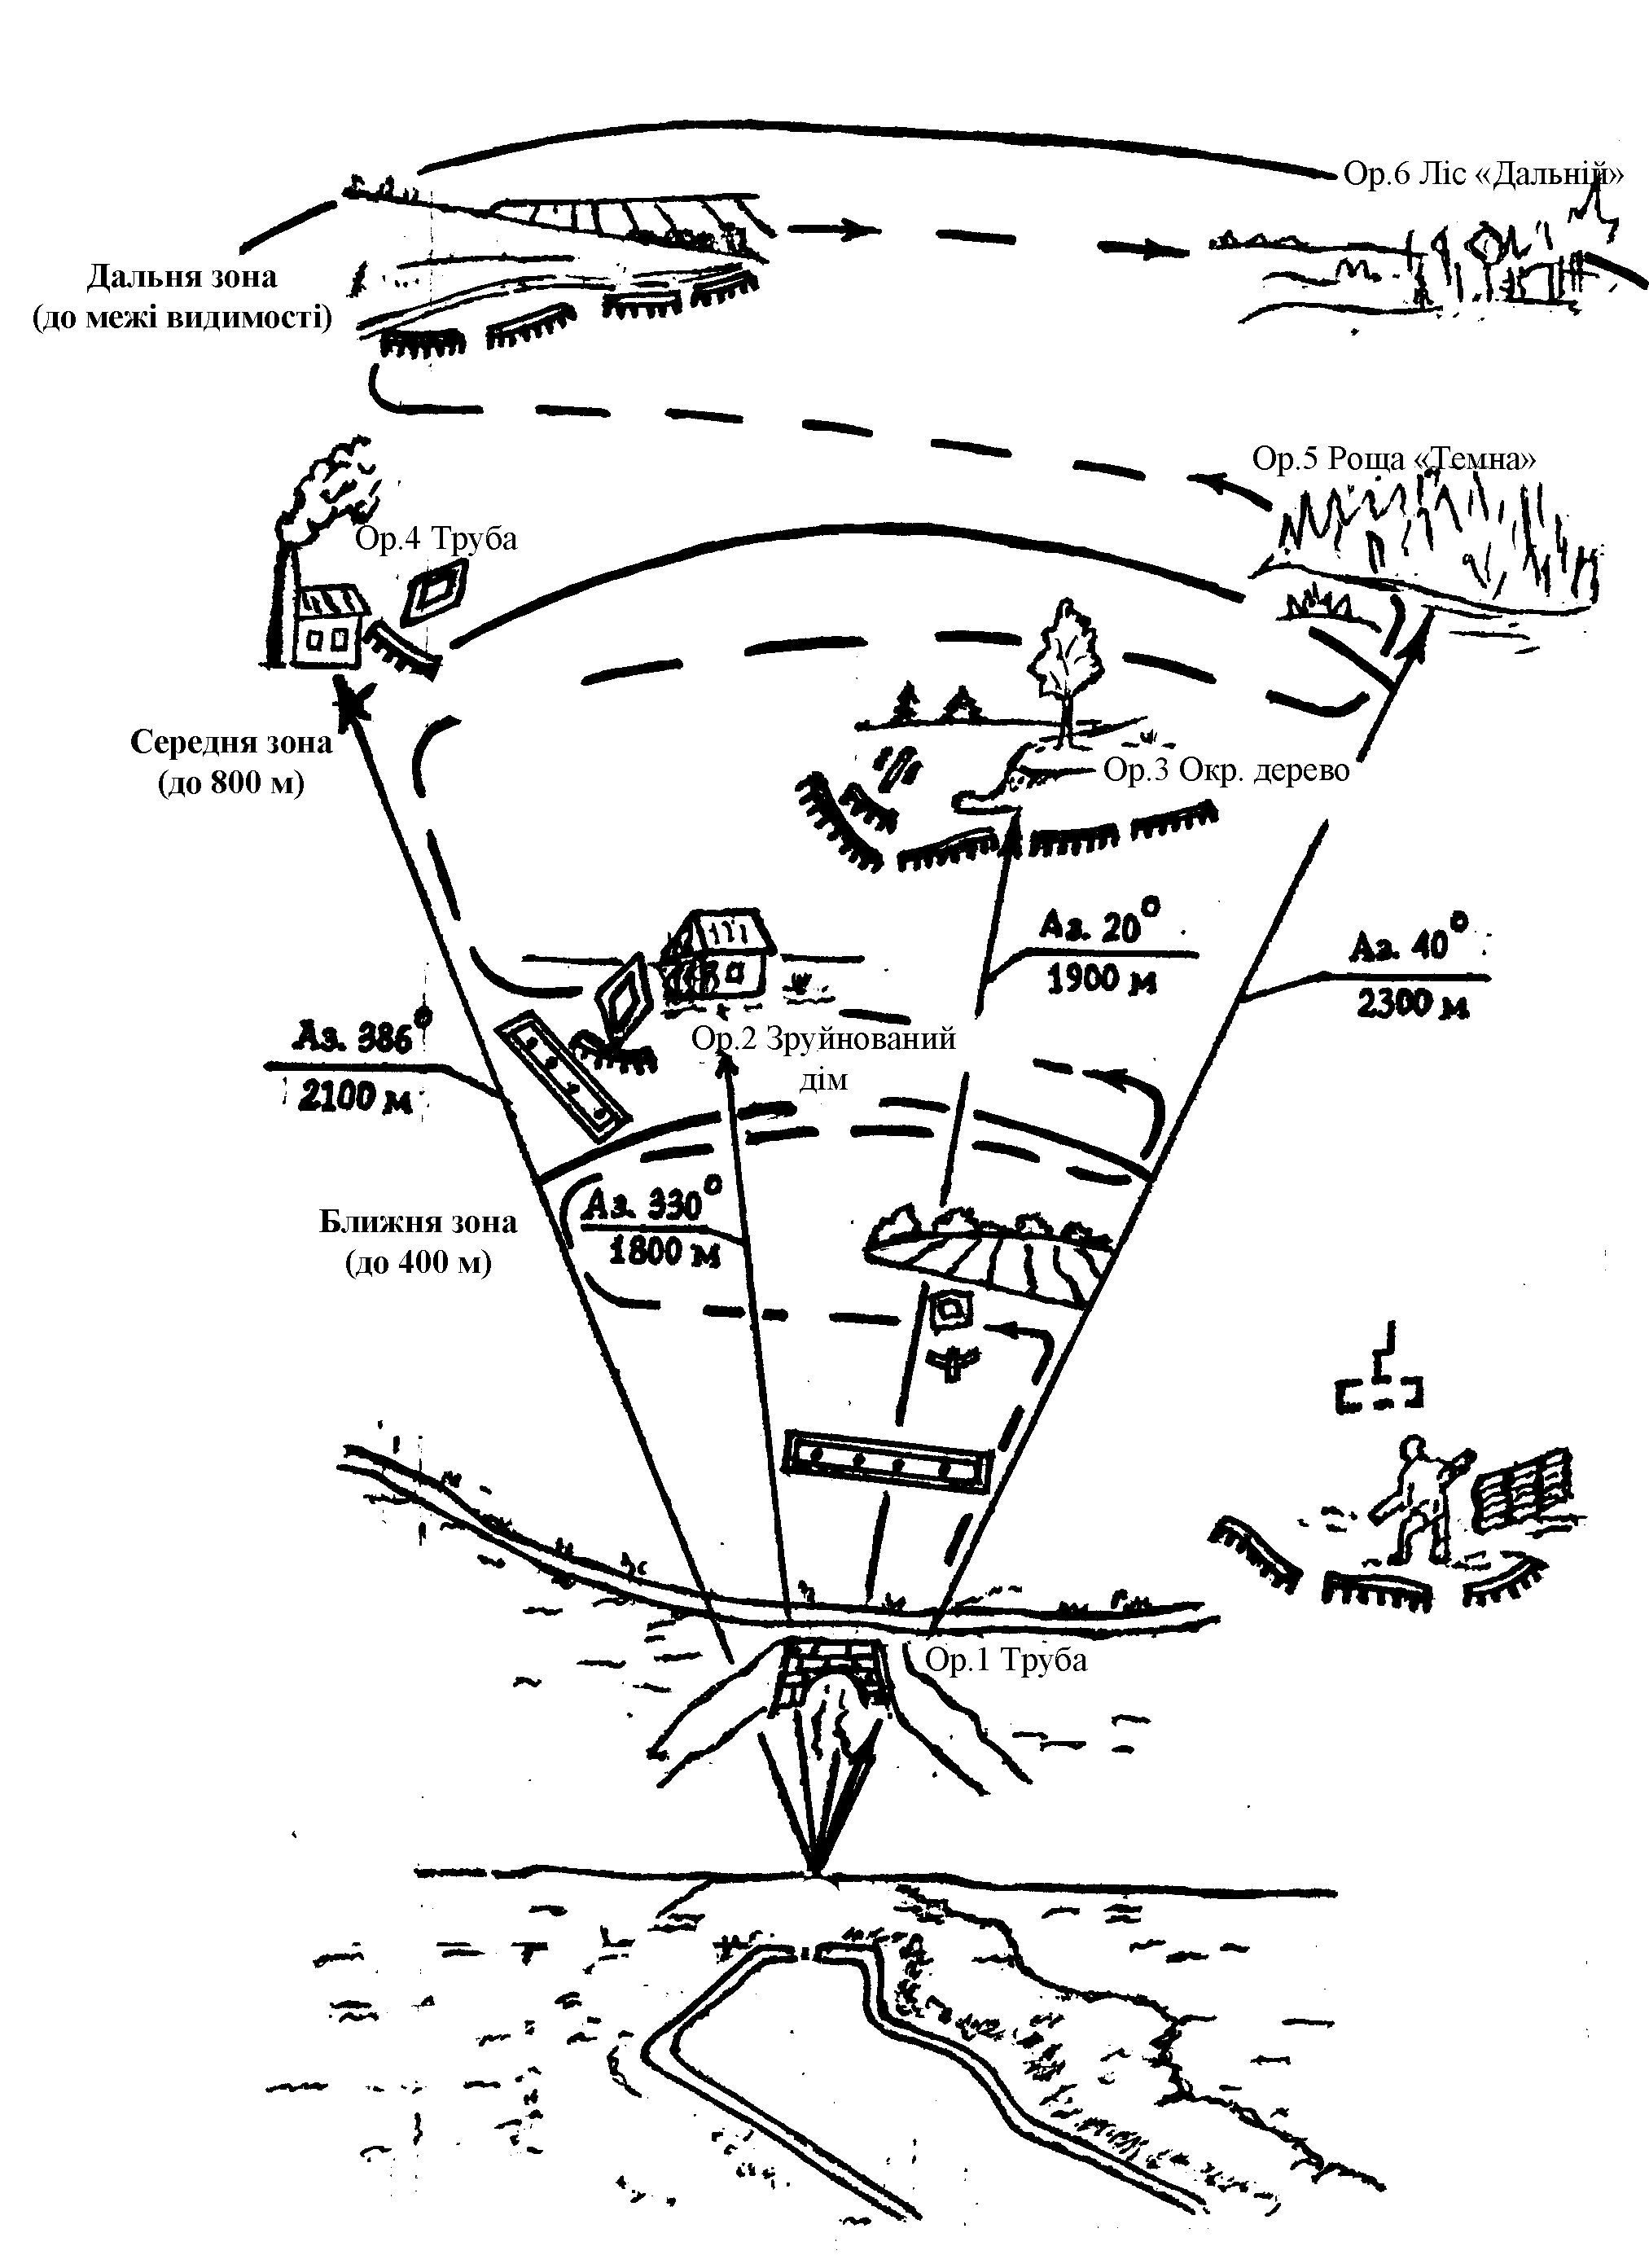 Ор.6 Ліс «Дальній»
Дальня зона
(до межі видимості)
Ор.5 Роща «Темна»
Ор.4 Труба
Середня зона
(до 800 м)
Ор.3 Окр. дерево
Аз. 20°
1900 м
Аз. 40°
2300 м
Аз. 386°
2100 м
Ор.2 Зруйнований
дім
Ближня зона
(до 400 м)
Аз. 330°
1800 м
Ор.1 Труба